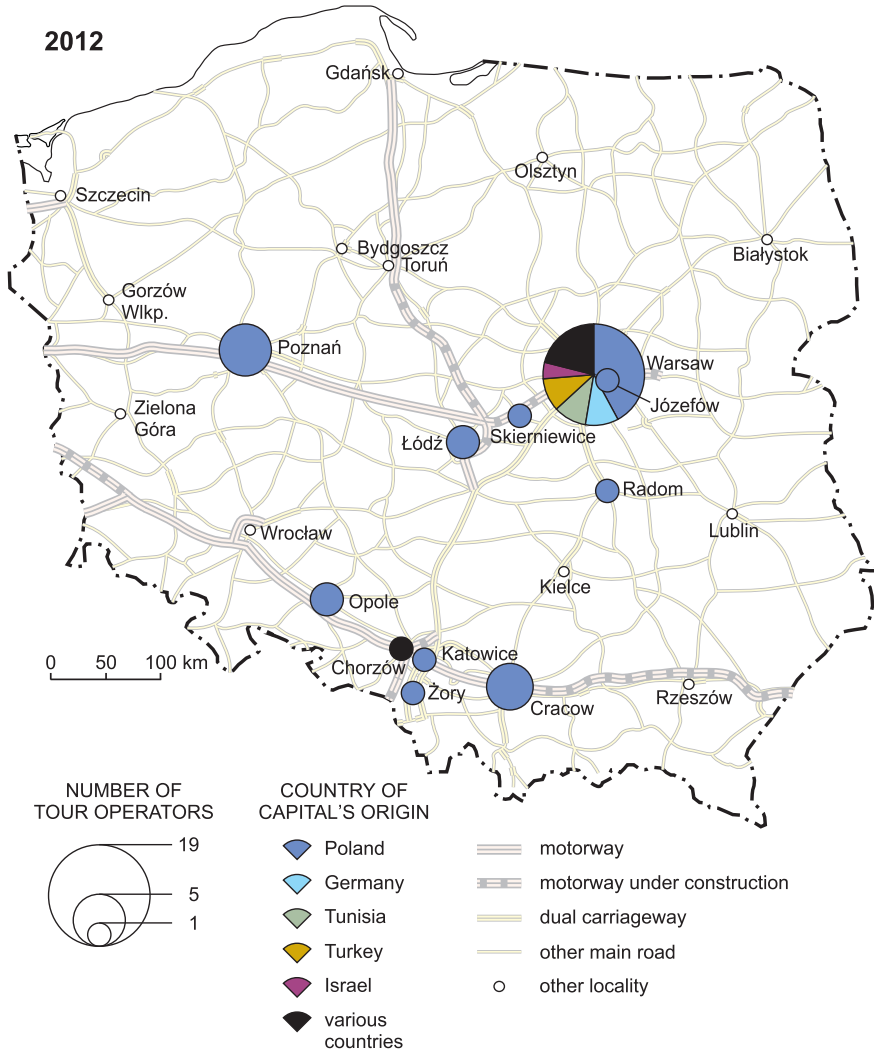 2012
Gdańsk
Olsztyn
Szczecin
Bydgoszcz
Toruń
Białystok
Gorzów
Wlkp.
Poznań
Warsaw
Józefów
Zielona
Góra
Skierniewice
Łódź
Radom
Lublin
Wrocław
Kielce
Opole
Katowice
Chorzów
Żory
Cracow
Rzeszów
0 50 100 km
NUMBER OF
TOUR OPERATORS
19
5
1
COUNTRY OF
CAPITAL'S ORIGIN
Poland
Germany
Tunisia
Turkey
Israel
various
countries
motorway
motorway under construction
dual carriageway
other main road
other locality